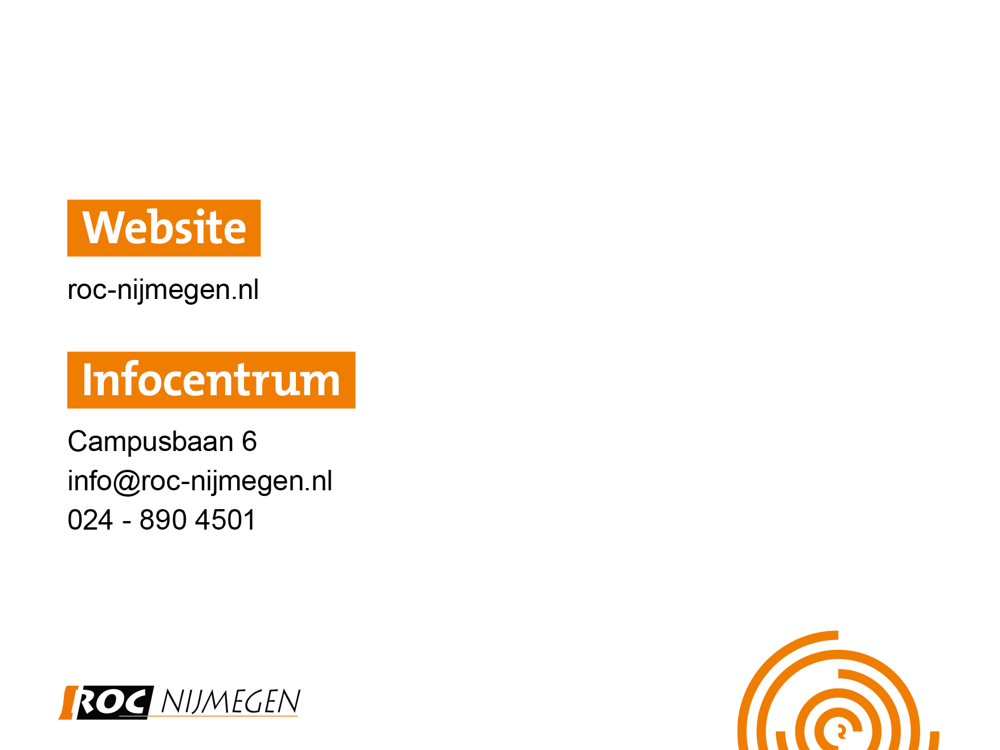 Website
roc-nijmegen.nl
Infocentrum
Campusbaan 6
info@roc-nijmegen.nl
024 - 890 4501
ROC NIJMEGEN
R